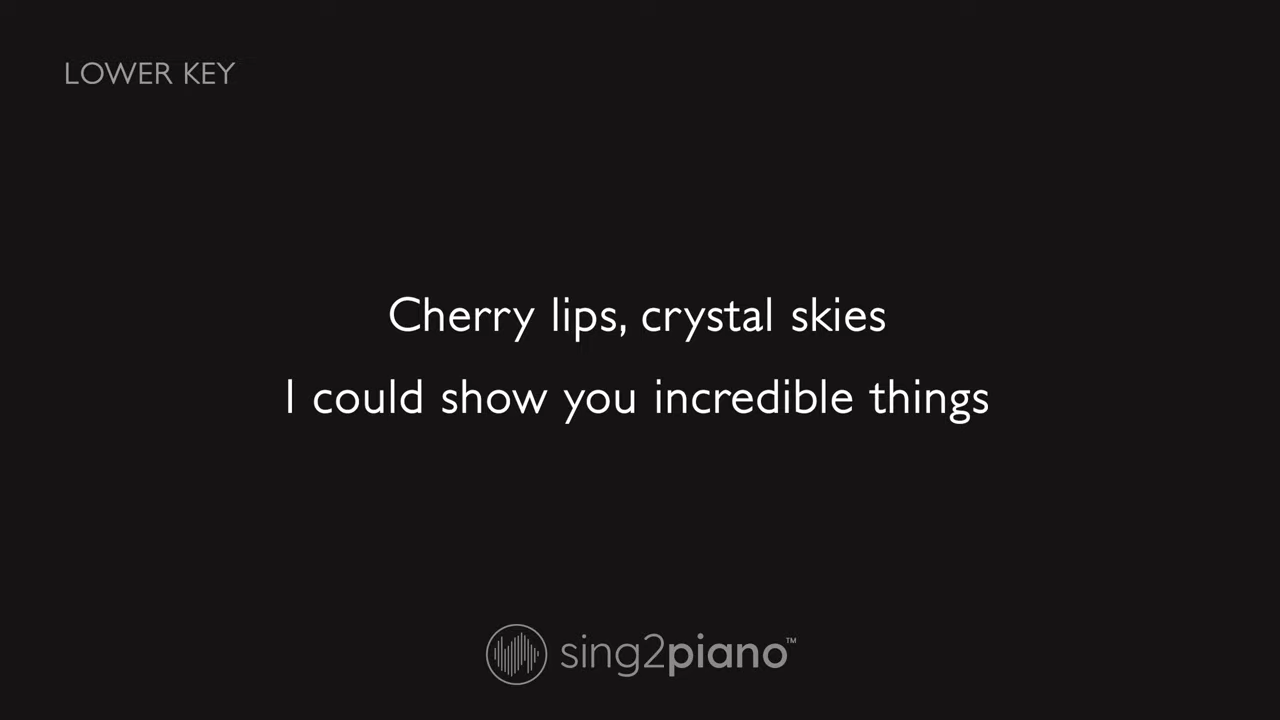 LOWER KEY
Cherry lips, crystal skies
I could show you incredible things
sing2piano™